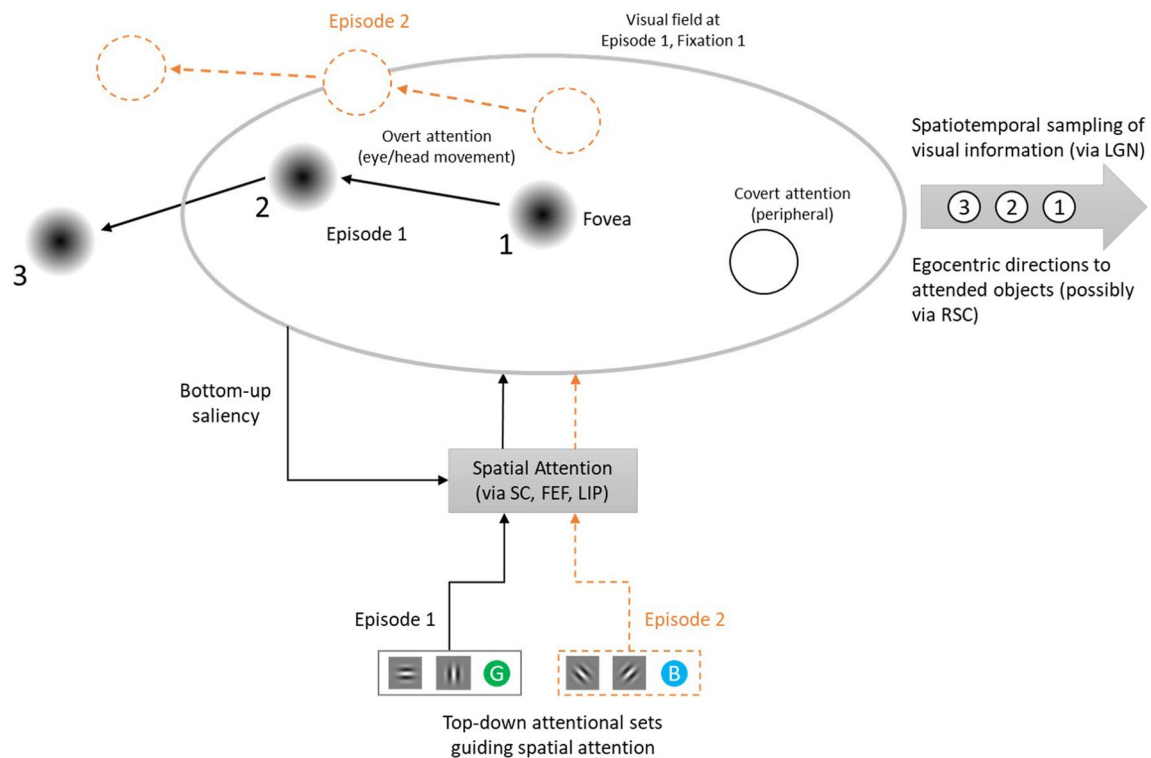 Episode 2
Visual field at
Episode 1, Fixation 1
Overt attention
(eye/head movement)
Spatiotemporal sampling of
visual information (via LGN)
Covert attention
(peripheral)
2
1
Fovea
3 2 1
Episode 1
3
Egocentric directions to
attended objects (possibly
via RSC)
Bottom-up
saliency
Spatial Attention
(via SC, FEF, LIP)
Episode 1
Episode 2
G
B
Top-down attentional sets
guiding spatial attention